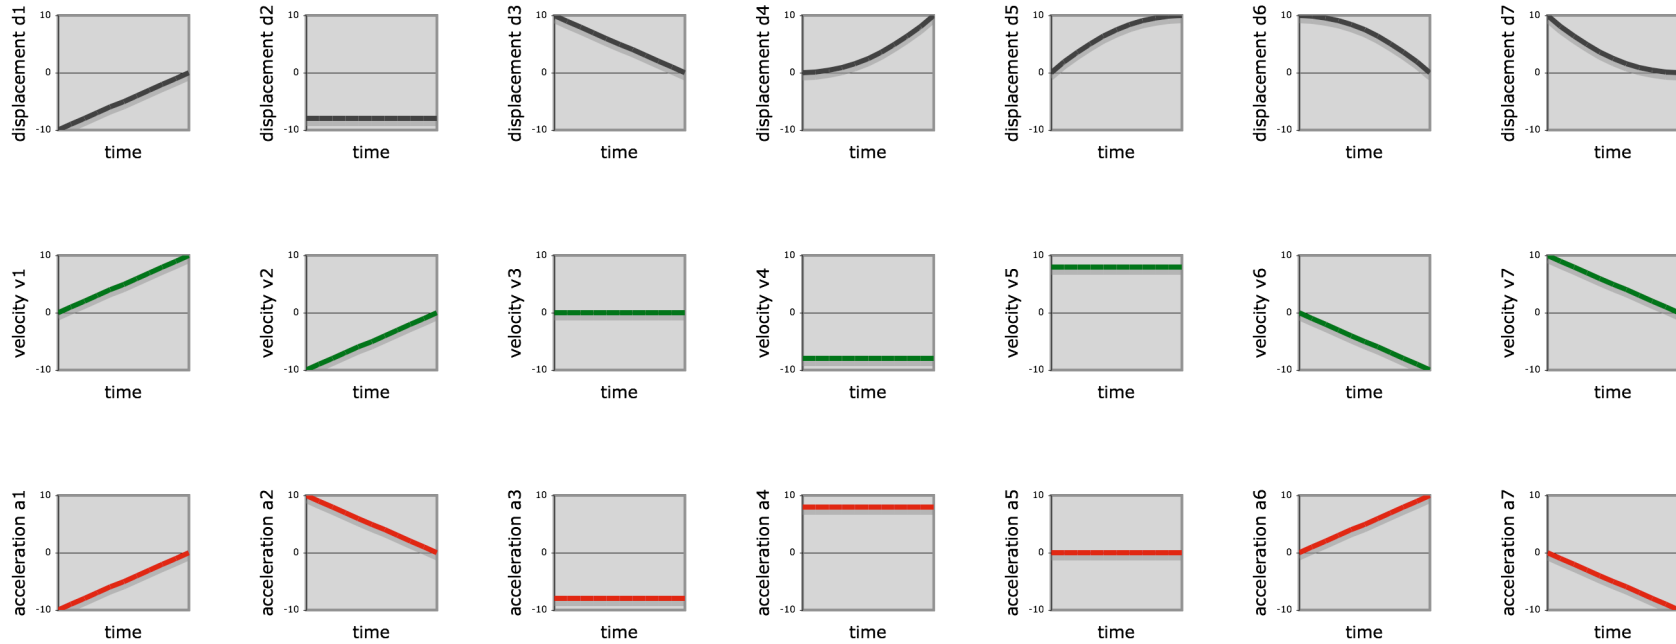 displacement d1
10
0
-10
time
displacement d2
10
0
-10
time
displacement d3
10
0
-10
time
displacement d4
10
0
-10
time
displacement d5
10
0
-10
time
displacement d6
10
0
-10
time
displacement d7
10
0
-10
time
velocity v1
10
0
-10
time
velocity v2
10
0
-10
time
velocity v3
10
0
-10
time
velocity v4
10
0
-10
time
velocity v5
10
0
-10
time
velocity v6
10
0
-10
time
velocity v7
10
0
-10
time
acceleration a1
10
0
-10
time
acceleration a2
10
0
-10
time
acceleration a3
10
0
-10
time
acceleration a4
10
0
-10
time
acceleration a5
10
0
-10
time
acceleration a6
10
0
-10
time
acceleration a7
10
0
-10
time